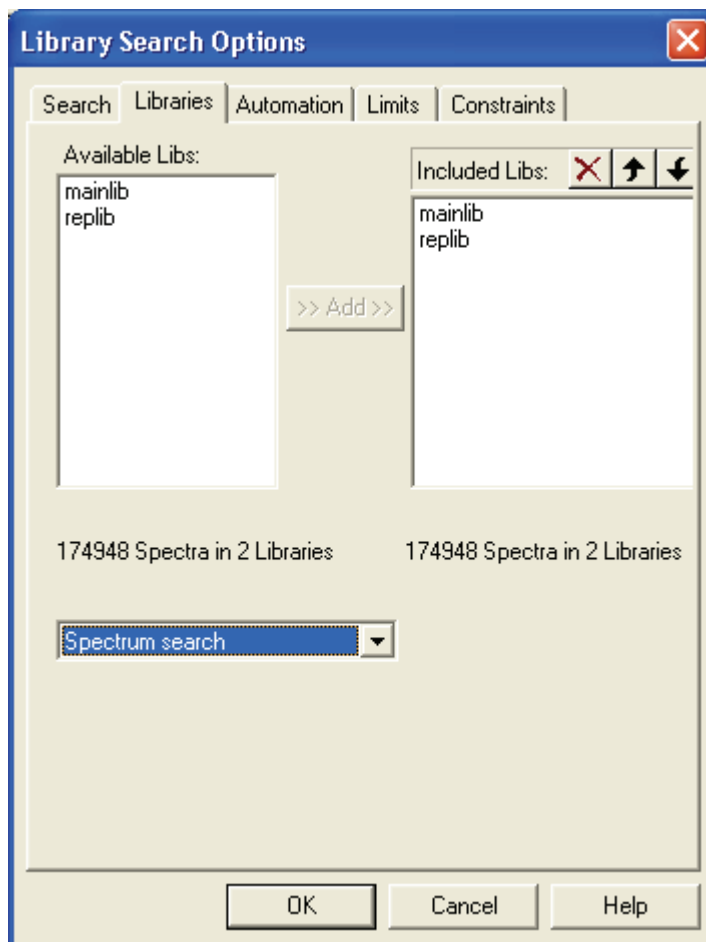 Library Search Options
Search Libraries Automation Limits Constraints
Available Libs:
Included Libs:
mainlib
replib
mainlib
replib
>> Add >>
174948 Spectra in 2 Libraries
174948 Spectra in 2 Libraries
Spectrum search
OK Cancel Help